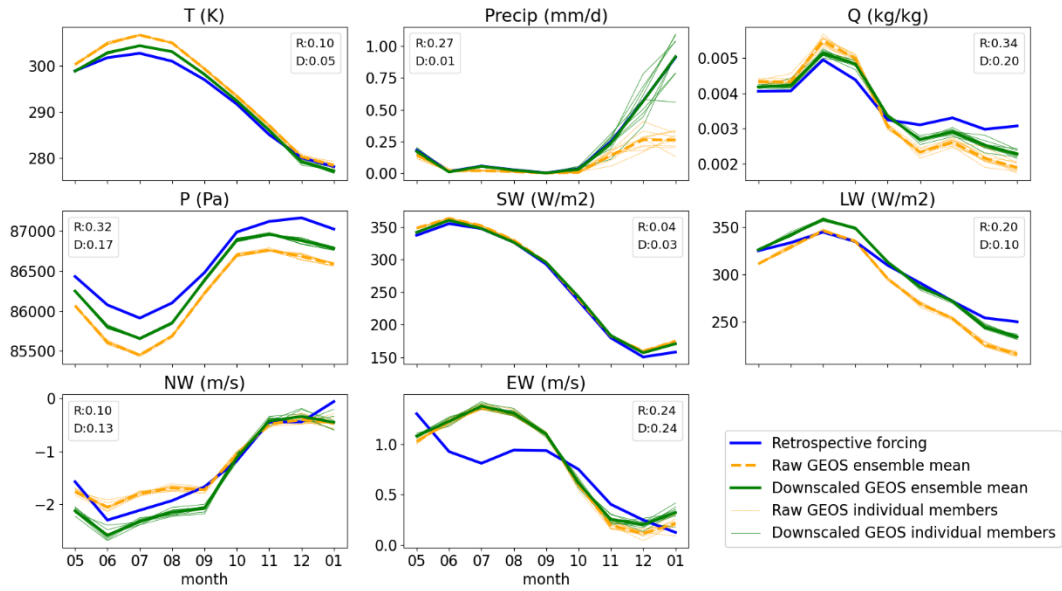 T (K)
300
290
280
R:0.10
D:0.05
Precip (mm/d)
1.00
0.75
0.50
0.25
0.00
R:0.27
D:0.01
Q (kg/kg)
0.005
0.004
0.003
0.002
R:0.34
D:0.20
P (Pa)
87000
86500
86000
85500
R:0.32
D:0.17
SW (W/m2)
350
300
250
200
150
R:0.04
D:0.03
LW (W/m2)
350
300
250
R:0.20
D:0.10
NW (m/s)
0
−1
−2
R:0.10
D:0.13
05 06 07 08 09 10 11 12 01
month
EW (m/s)
1.0
0.5
0.0
R:0.24
D:0.24
05 06 07 08 09 10 11 12 01
month
Retrospective forcing
Raw GEOS ensemble mean
Downscaled GEOS ensemble mean
Raw GEOS individual members
Downscaled GEOS individual members